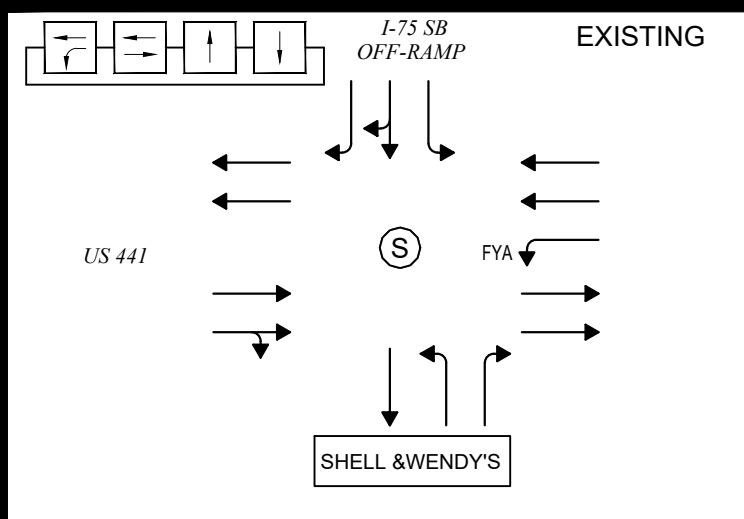 I-75 SB
OFF-RAMP
EXISTING
US 441
S
FYA
SHELL &WENDY'S